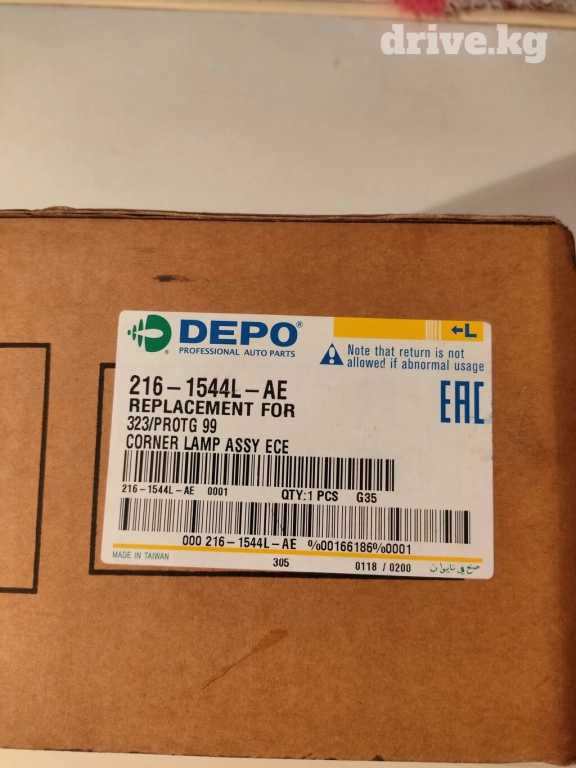 drive.kg
DEPO®
PROFESSIONAL AUTO PARTS
←L
Note that return is not
allowed if abnormal usage
216-1544L-AE
REPLACEMENT FOR
323/PROTG 99
CORNER LAMP ASSY ECE
EAC
216-1544L-AE 0001 QTY:1 PCS G35
000 216-1544L-AE %00166186%0001
MADE IN TAIWAN
305 0118 / 0200 صنع في تايوان